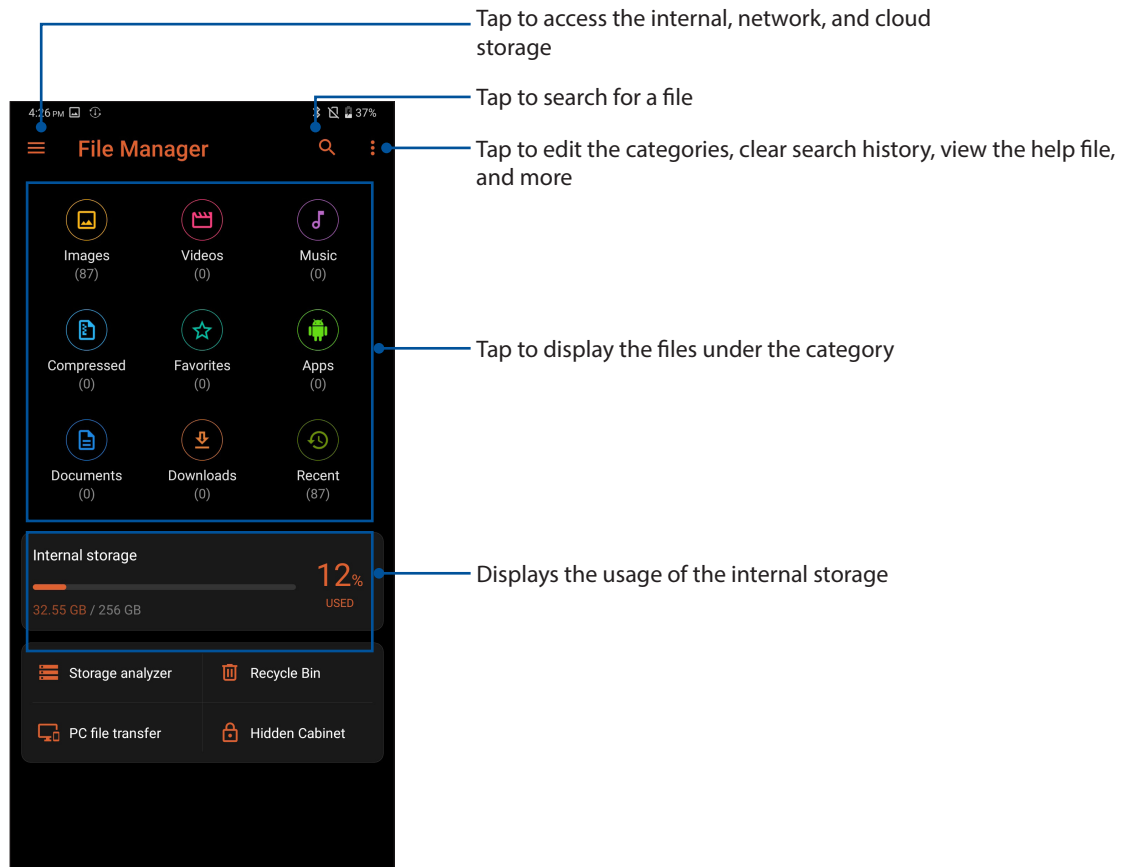 Tap to access the internal, network, and cloud
storage
Tap to search for a file
Tap to edit the categories, clear search history, view the help file,
and more
Tap to display the files under the category
Displays the usage of the internal storage
4:26 PM 37%
File Manager
Images Videos Music
(87) (0) (0)
Compressed Favorites Apps
(0) (0) (0)
Documents Downloads Recent
(0) (0) (87)
Internal storage
12%
32.55 GB / 256 GB USED
Storage analyzer Recycle Bin
PC file transfer Hidden Cabinet